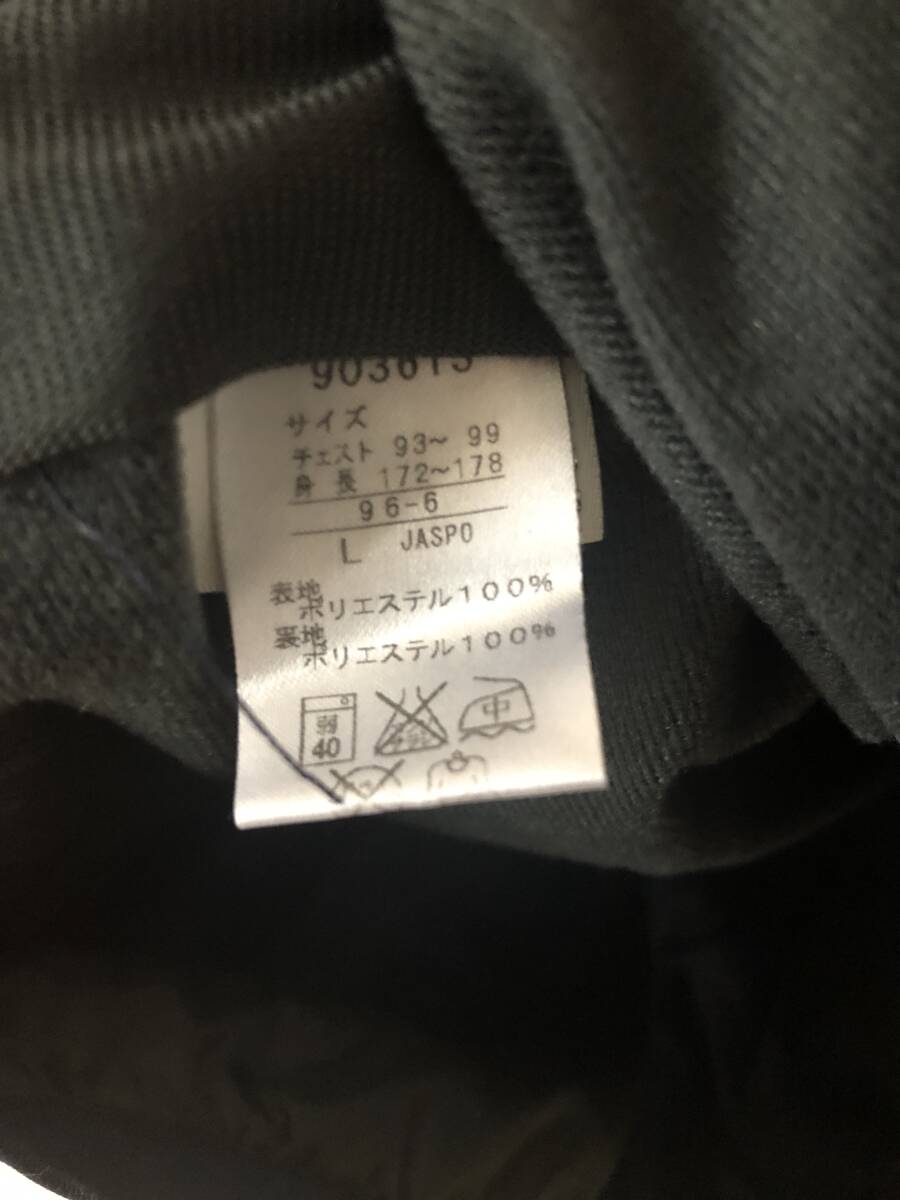 903615
サイズ
チェスト 93～ 99
身 長 172～178
96-6
L JASPO
表地
ポリエステル100%
裏地
ポリエステル100%
弱
40
中